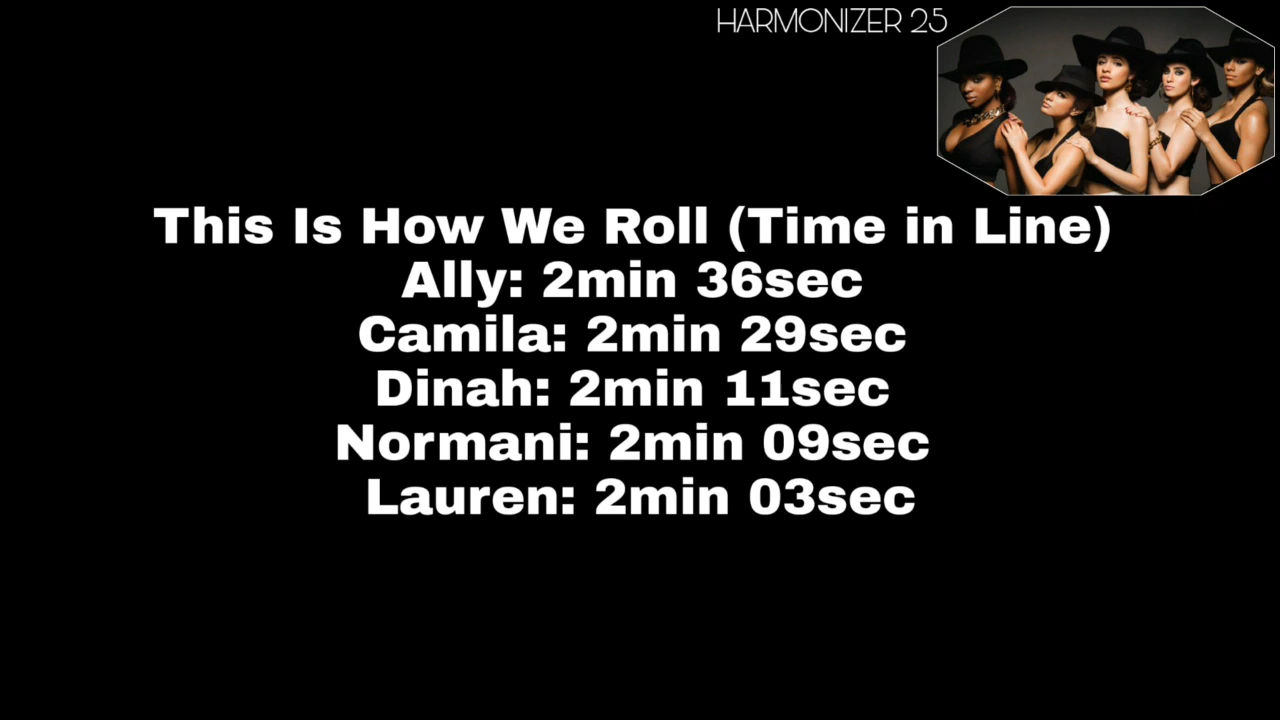 HARMONIZER 25
This Is How We Roll (Time in Line)
Ally: 2min 36sec
Camila: 2min 29sec
Dinah: 2min 11sec
Normani: 2min 09sec
Lauren: 2min 03sec